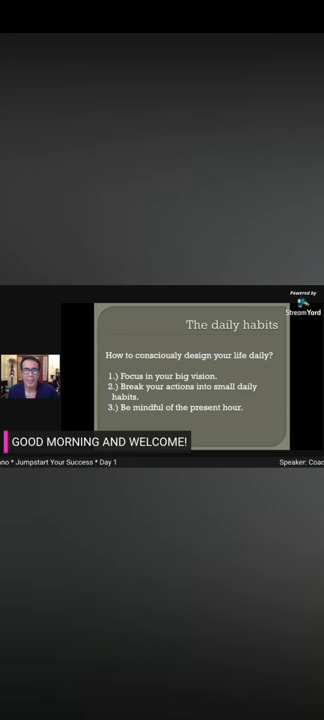 Powered by
StreamYard
The daily habits
How to consciously design your life daily?
1.) Focus in your big vision.
2.) Break your actions into small daily
habits.
3.) Be mindful of the present hour.
GOOD MORNING AND WELCOME!
ano * Jumpstart Your Success * Day 1
Speaker: Coac